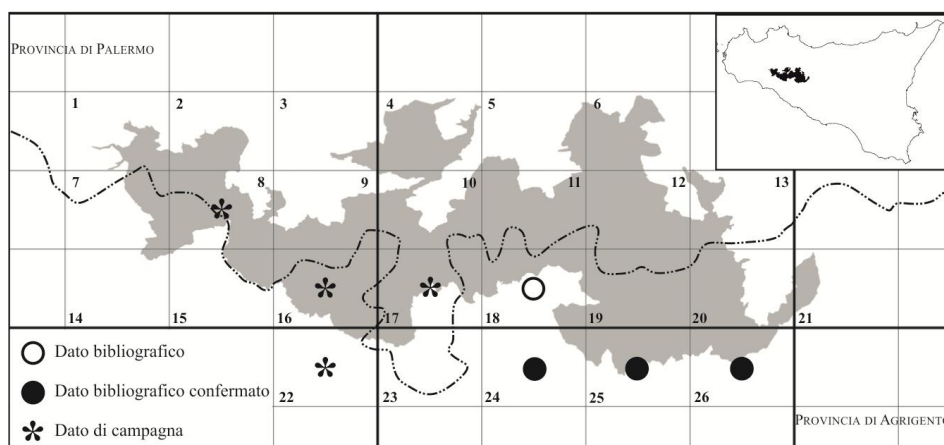 PROVINCIA DI PALERMO
1 2 3 4 5 6
7 8 9 10 11 12 13
14 15 16 17 18 19 20 21
Dato bibliografico
Dato bibliografico confermato
22 23 24 25 26
Dato di campagna
PROVINCIA DI AGRIGENTO